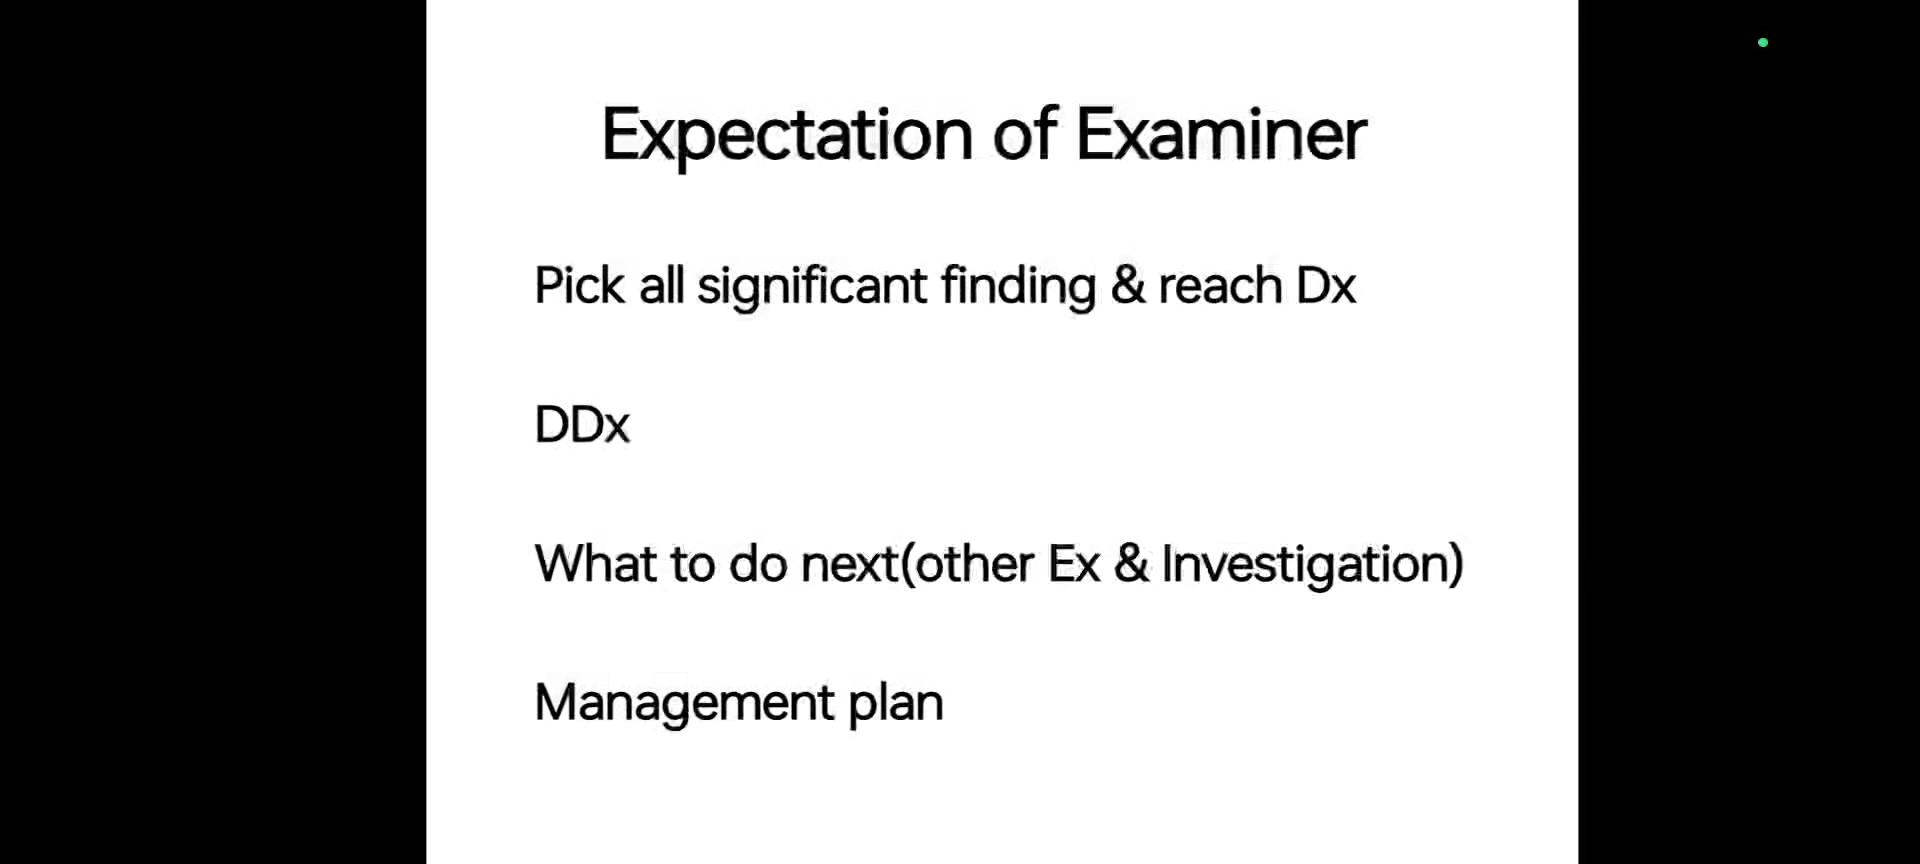 Expectation of Examiner
Pick all significant finding & reach Dx
DDx
What to do next(other Ex & Investigation)
Management plan